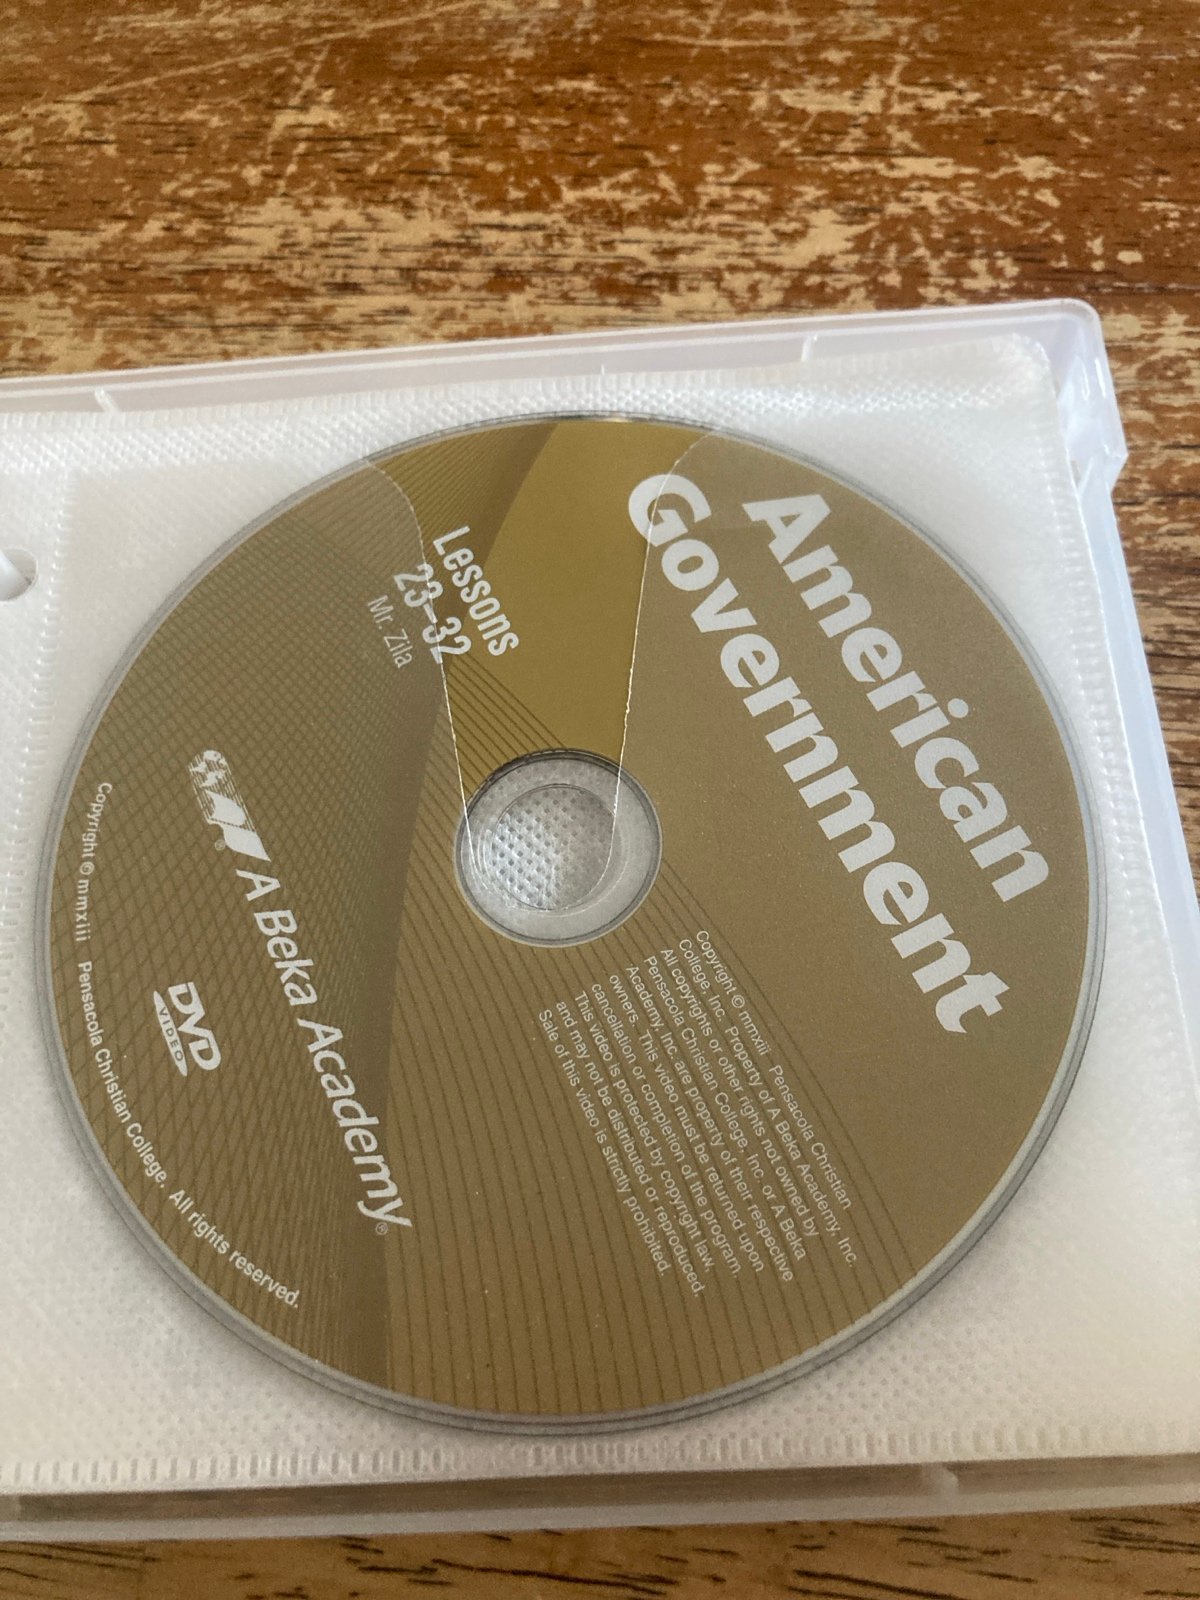 American
Government
Lessons
23–32
Mr. Zila
A Beka Academy®
DVD
VIDEO
Copyright © mmxiii Pensacola Christian
College, Inc. Property of A Beka Academy, Inc.
All copyrights or other rights not owned by
Pensacola Christian College, Inc. or A Beka
Academy, Inc. are property of their respective
owners. This video must be returned upon
cancellation or completion of the program.
This video is protected by copyright law.
and may not be distributed or reproduced.
Sale of this video is strictly prohibited.
Copyright © mmxiii Pensacola Christian College. All rights reserved.